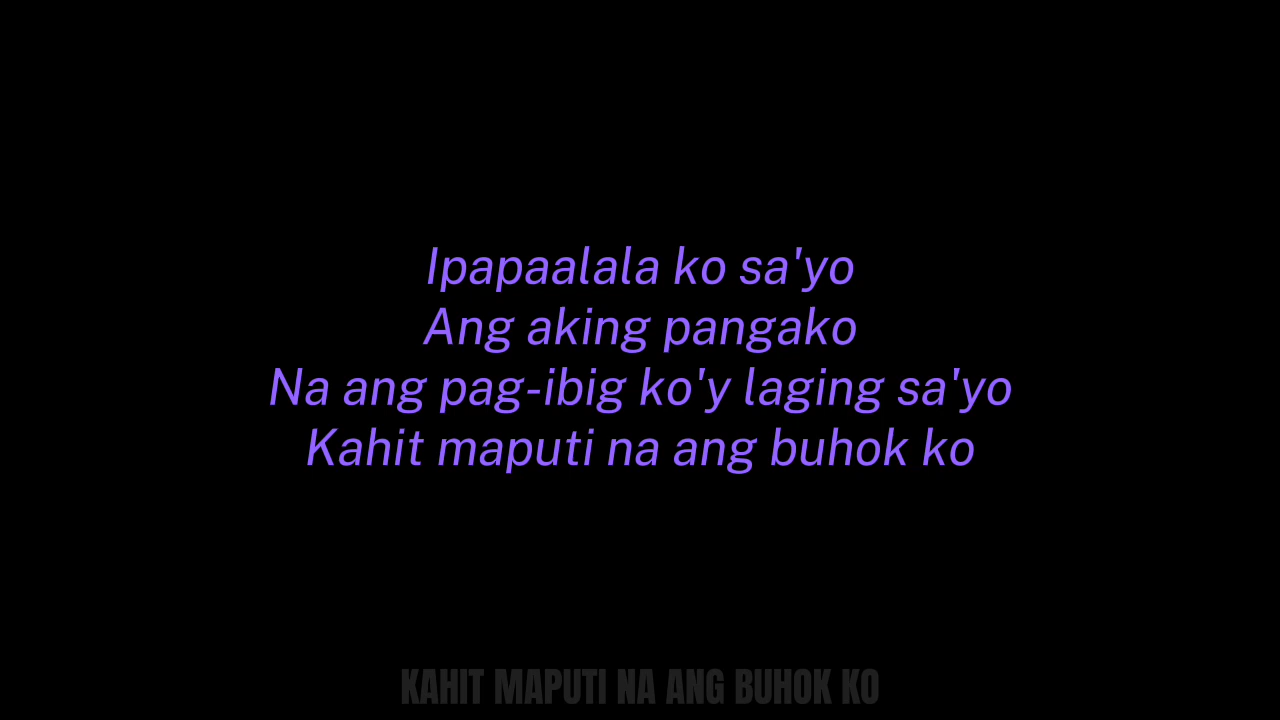 Ipapaalala ko sa'yo
Ang aking pangako
Na ang pag-ibig ko'y laging sa'yo
Kahit maputi na ang buhok ko
KAHIT MAPUTI NA ANG BUHOK KO